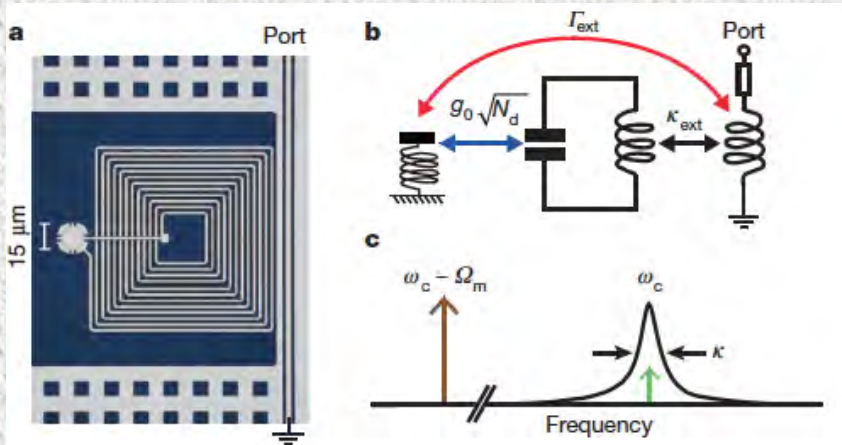 a
Port
15 μm
b
Γext
Port
g0√Nd
κext
c
ωc − Ωm
ωc
κ
Frequency